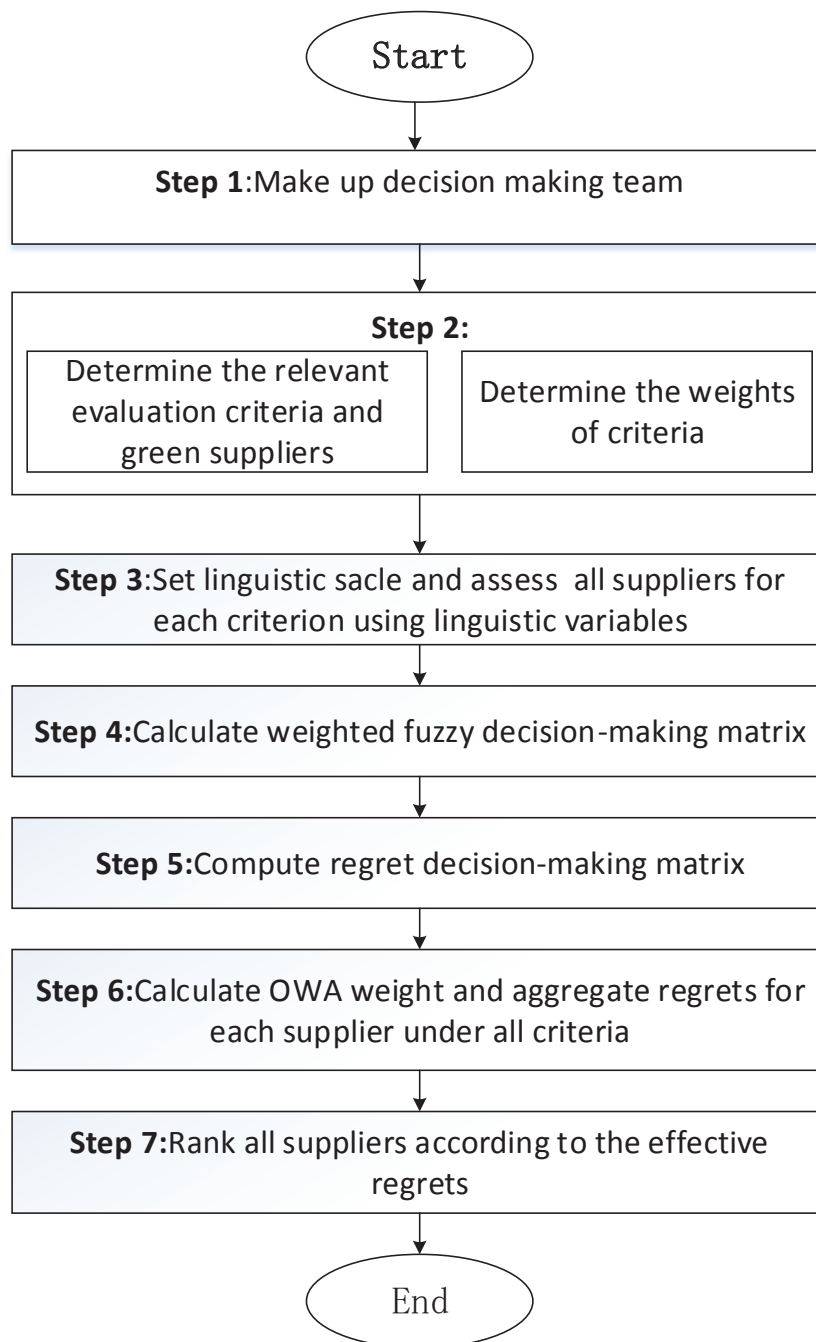 Start
Step 1:Make up decision making team
Step 2:
Determine the relevant
evaluation criteria and
green suppliers
Determine the weights
of criteria
Step 3:Set linguistic sacle and assess  all suppliers for
each criterion using linguistic variables
Step 4:Calculate weighted fuzzy decision-making matrix
Step 5:Compute regret decision-making matrix
Step 6:Calculate OWA weight and aggregate regrets for
each supplier under all criteria
Step 7:Rank all suppliers according to the effective
regrets
End